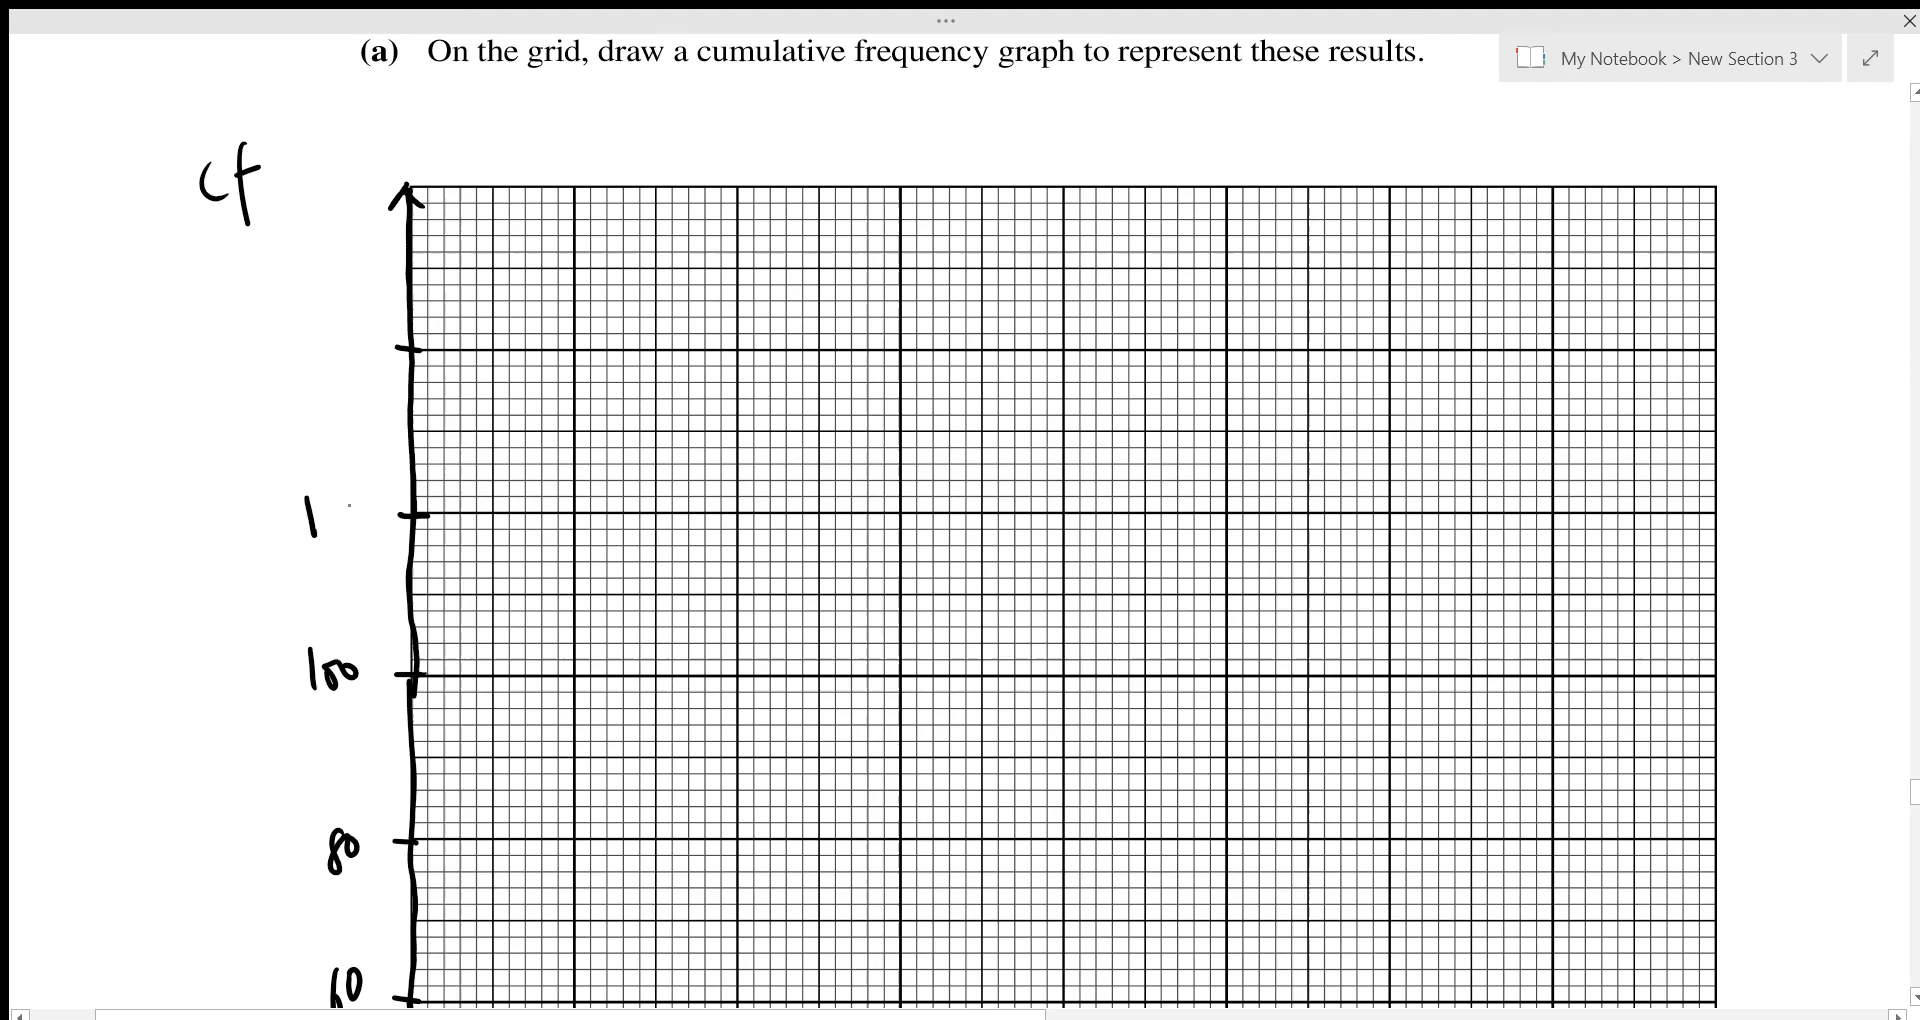 (a) On the grid, draw a cumulative frequency graph to represent these results.
My Notebook > New Section 3
cf
1
100
80
60